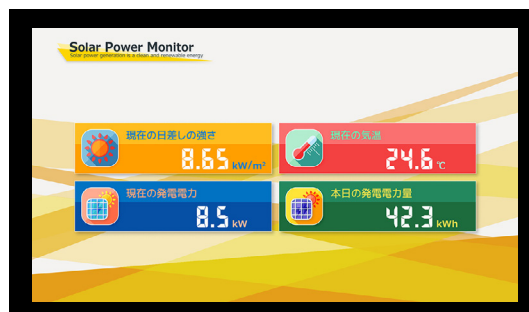 Solar Power Monitor
Solar power generation is a clean and renewable energy
現在の日差しの強さ
8.65 kW/m²
現在の気温
24.6 ℃
現在の発電電力
8.5 kW
本日の発電電力量
42.3 kWh